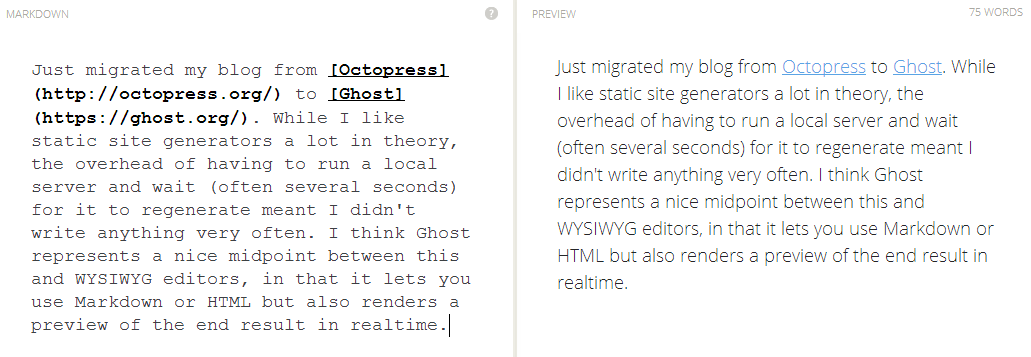 MARKDOWN
?
Just migrated my blog from [Octopress]
(http://octopress.org/) to [Ghost]
(https://ghost.org/). While I like
static site generators a lot in theory,
the overhead of having to run a local
server and wait (often several seconds)
for it to regenerate meant I didn't
write anything very often. I think Ghost
represents a nice midpoint between this
and WYSIWYG editors, in that it lets you
use Markdown or HTML but also renders a
preview of the end result in realtime.
PREVIEW
75 WORDS
Just migrated my blog from Octopress to Ghost. While
I like static site generators a lot in theory, the
overhead of having to run a local server and wait
(often several seconds) for it to regenerate meant I
didn't write anything very often. I think Ghost
represents a nice midpoint between this and
WYSIWYG editors, in that it lets you use Markdown or
HTML but also renders a preview of the end result in
realtime.